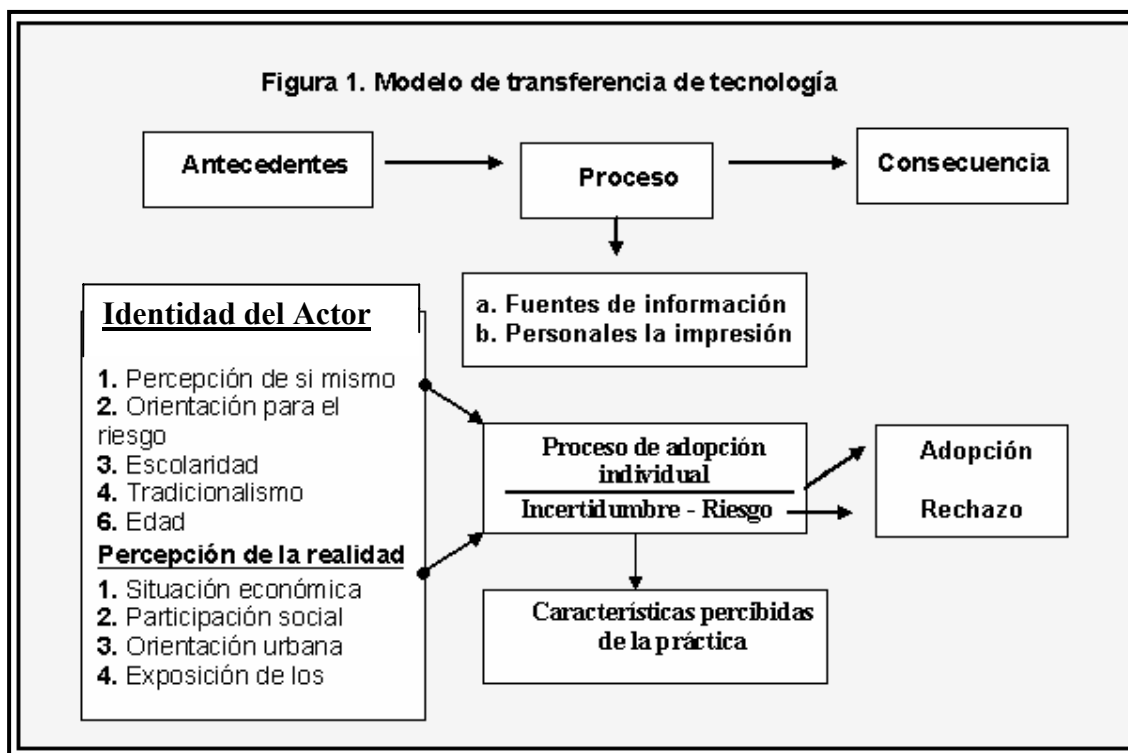 Figura 1. Modelo de transferencia de tecnología
Antecedentes
Proceso
Consecuencia
a. Fuentes de información
b. Personales la impresión
Identidad del Actor
1. Percepción de si mismo
2. Orientación para el
riesgo
3. Escolaridad
4. Tradicionalismo
6. Edad
Percepción de la realidad
1. Situación económica
2. Participación social
3. Orientación urbana
4. Exposición de los
Proceso de adopción
individual
Incertidumbre - Riesgo
Adopción
Rechazo
Características percibidas
de la práctica